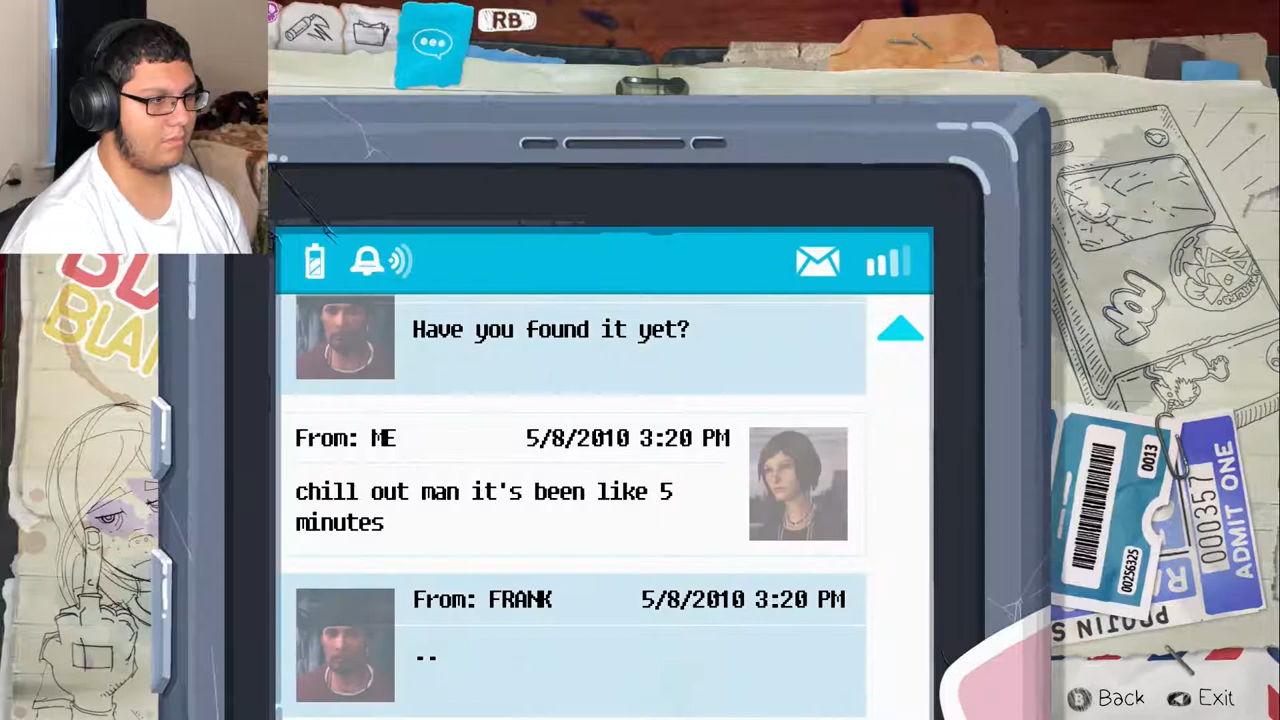 RB
Have you found it yet?
From: ME 5/8/2010 3:20 PM
chill out man it's been like 5
minutes
From: FRANK 5/8/2010 3:20 PM
--
0013
00256325
000357
ADMIT ONE
Back
Exit